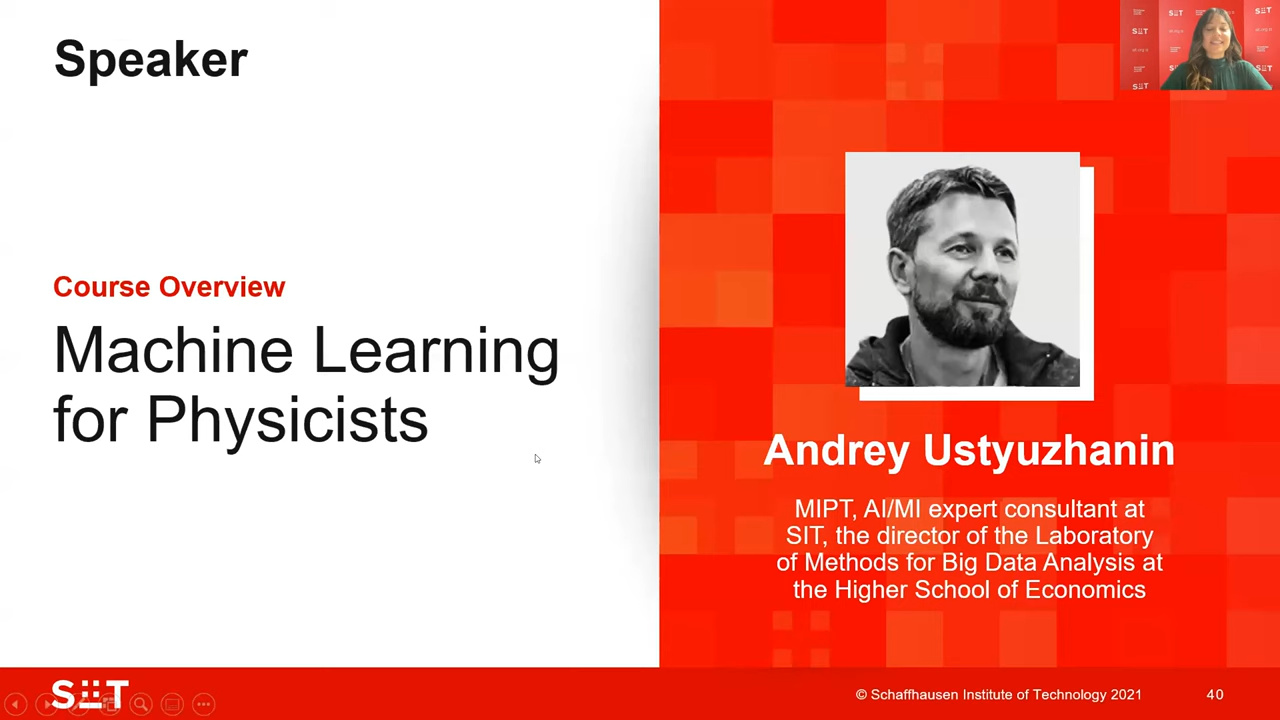 Speaker
Course Overview
Machine Learning
for Physicists
Andrey Ustyuzhanin
MIPT, AI/MI expert consultant at
SIT, the director of the Laboratory
of Methods for Big Data Analysis at
the Higher School of Economics
SIT
© Schaffhausen Institute of Technology 2021
40